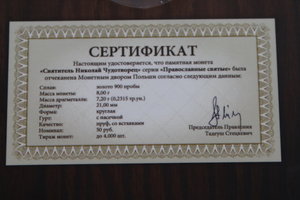 СЕРТИФИКАТ
Настоящим удостоверяется, что памятная монета
«Святитель Николай Чудотворец» серии «Православные святые» была
отчеканена Монетным двором Польши согласно следующим данным:
Сплав: золото 900 пробы
Масса монеты: 8,00 г
Масса драгметалла: 7,20 г (0,2315 тр.ун.)
Диаметр: 21,00 мм
Форма: круглая
Гурт: с насечкой
Качество: пруф, со вставками
Номинал: 50 руб.
Тираж монет: до 4,000 шт.
Председатель Правления
Тадеуш Стецкевич